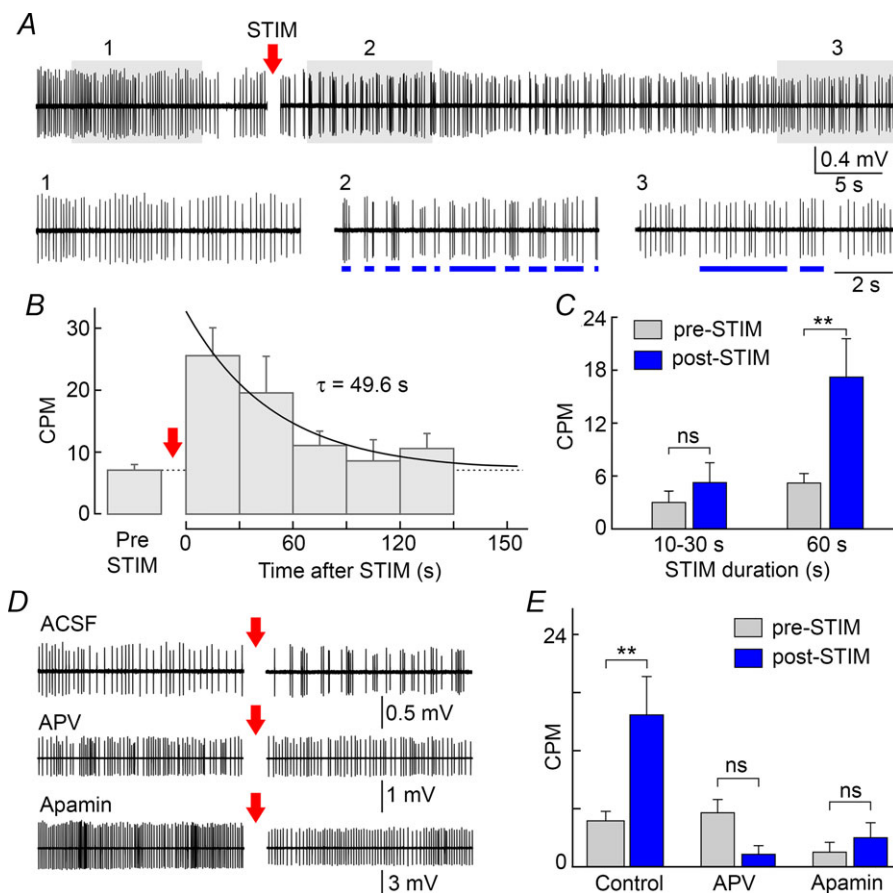 A
1
STIM
2
3
0.4 mV
5 s
1
2
3
2 s
B
30
20
10
0
CPM
τ = 49.6 s
Pre
STIM
0
60
120
150
Time after STIM (s)
C
pre-STIM
post-STIM
**
ns
24
18
12
6
0
CPM
10-30 s
60 s
STIM duration (s)
D
ACSF
0.5 mV
APV
1 mV
Apamin
3 mV
E
24
0
CPM
pre-STIM
post-STIM
**
ns
ns
Control
APV
Apamin